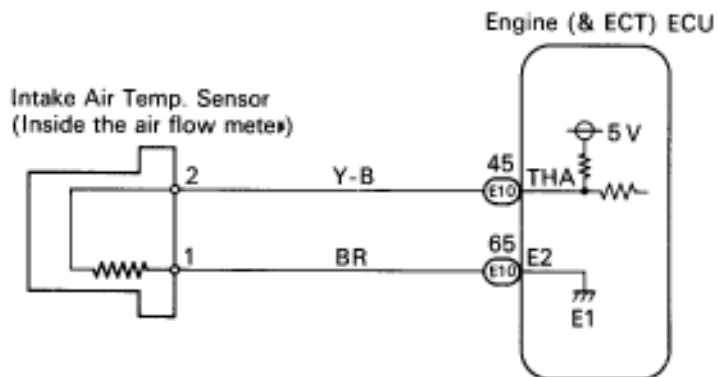 Engine (& ECT) ECU
Intake Air Temp. Sensor
(Inside the air flow meter)
5 V
2
Y-B
45
E10
THA
1
BR
65
E10
E2
E1